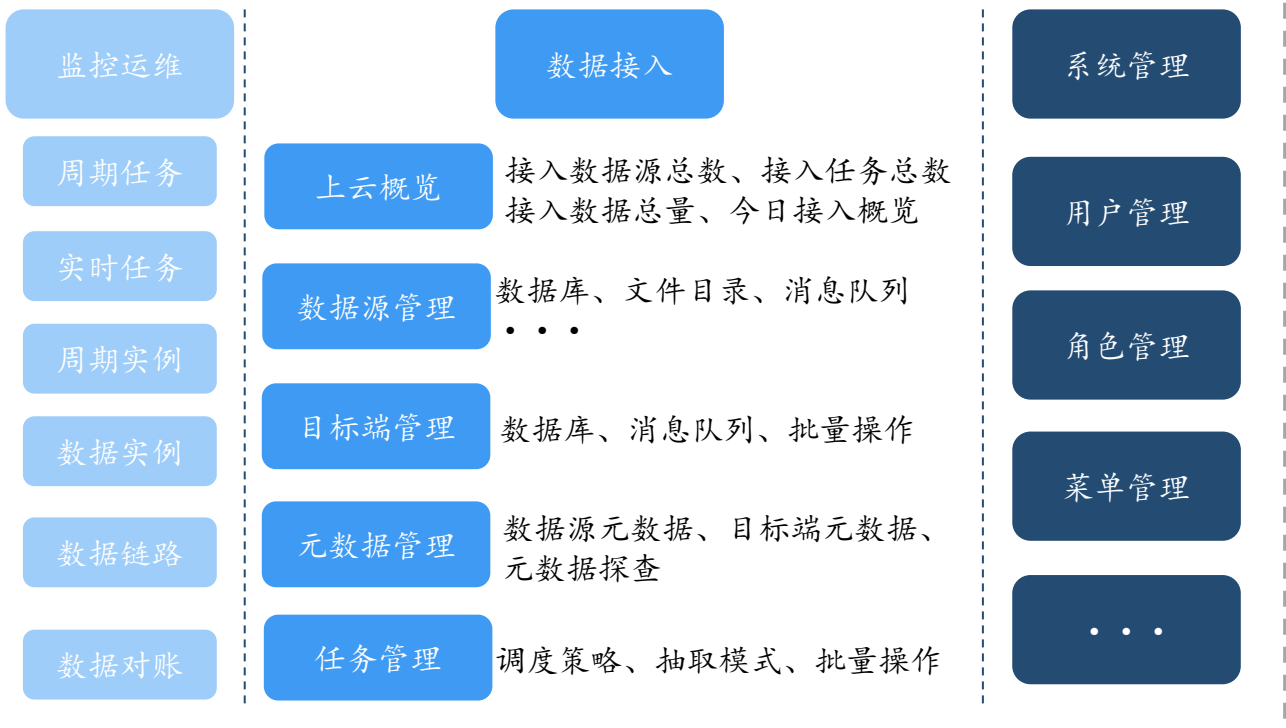 监控运维
周期任务
实时任务
周期实例
数据实例
数据链路
数据对账
数据接入
上云概览
接入数据源总数、接入任务总数
接入数据总量、今日接入概览
数据源管理
数据库、文件目录、消息队列
···
目标端管理
数据库、消息队列、批量操作
元数据管理
数据源元数据、目标端元数据、
元数据探查
任务管理
调度策略、抽取模式、批量操作
系统管理
用户管理
角色管理
菜单管理
···